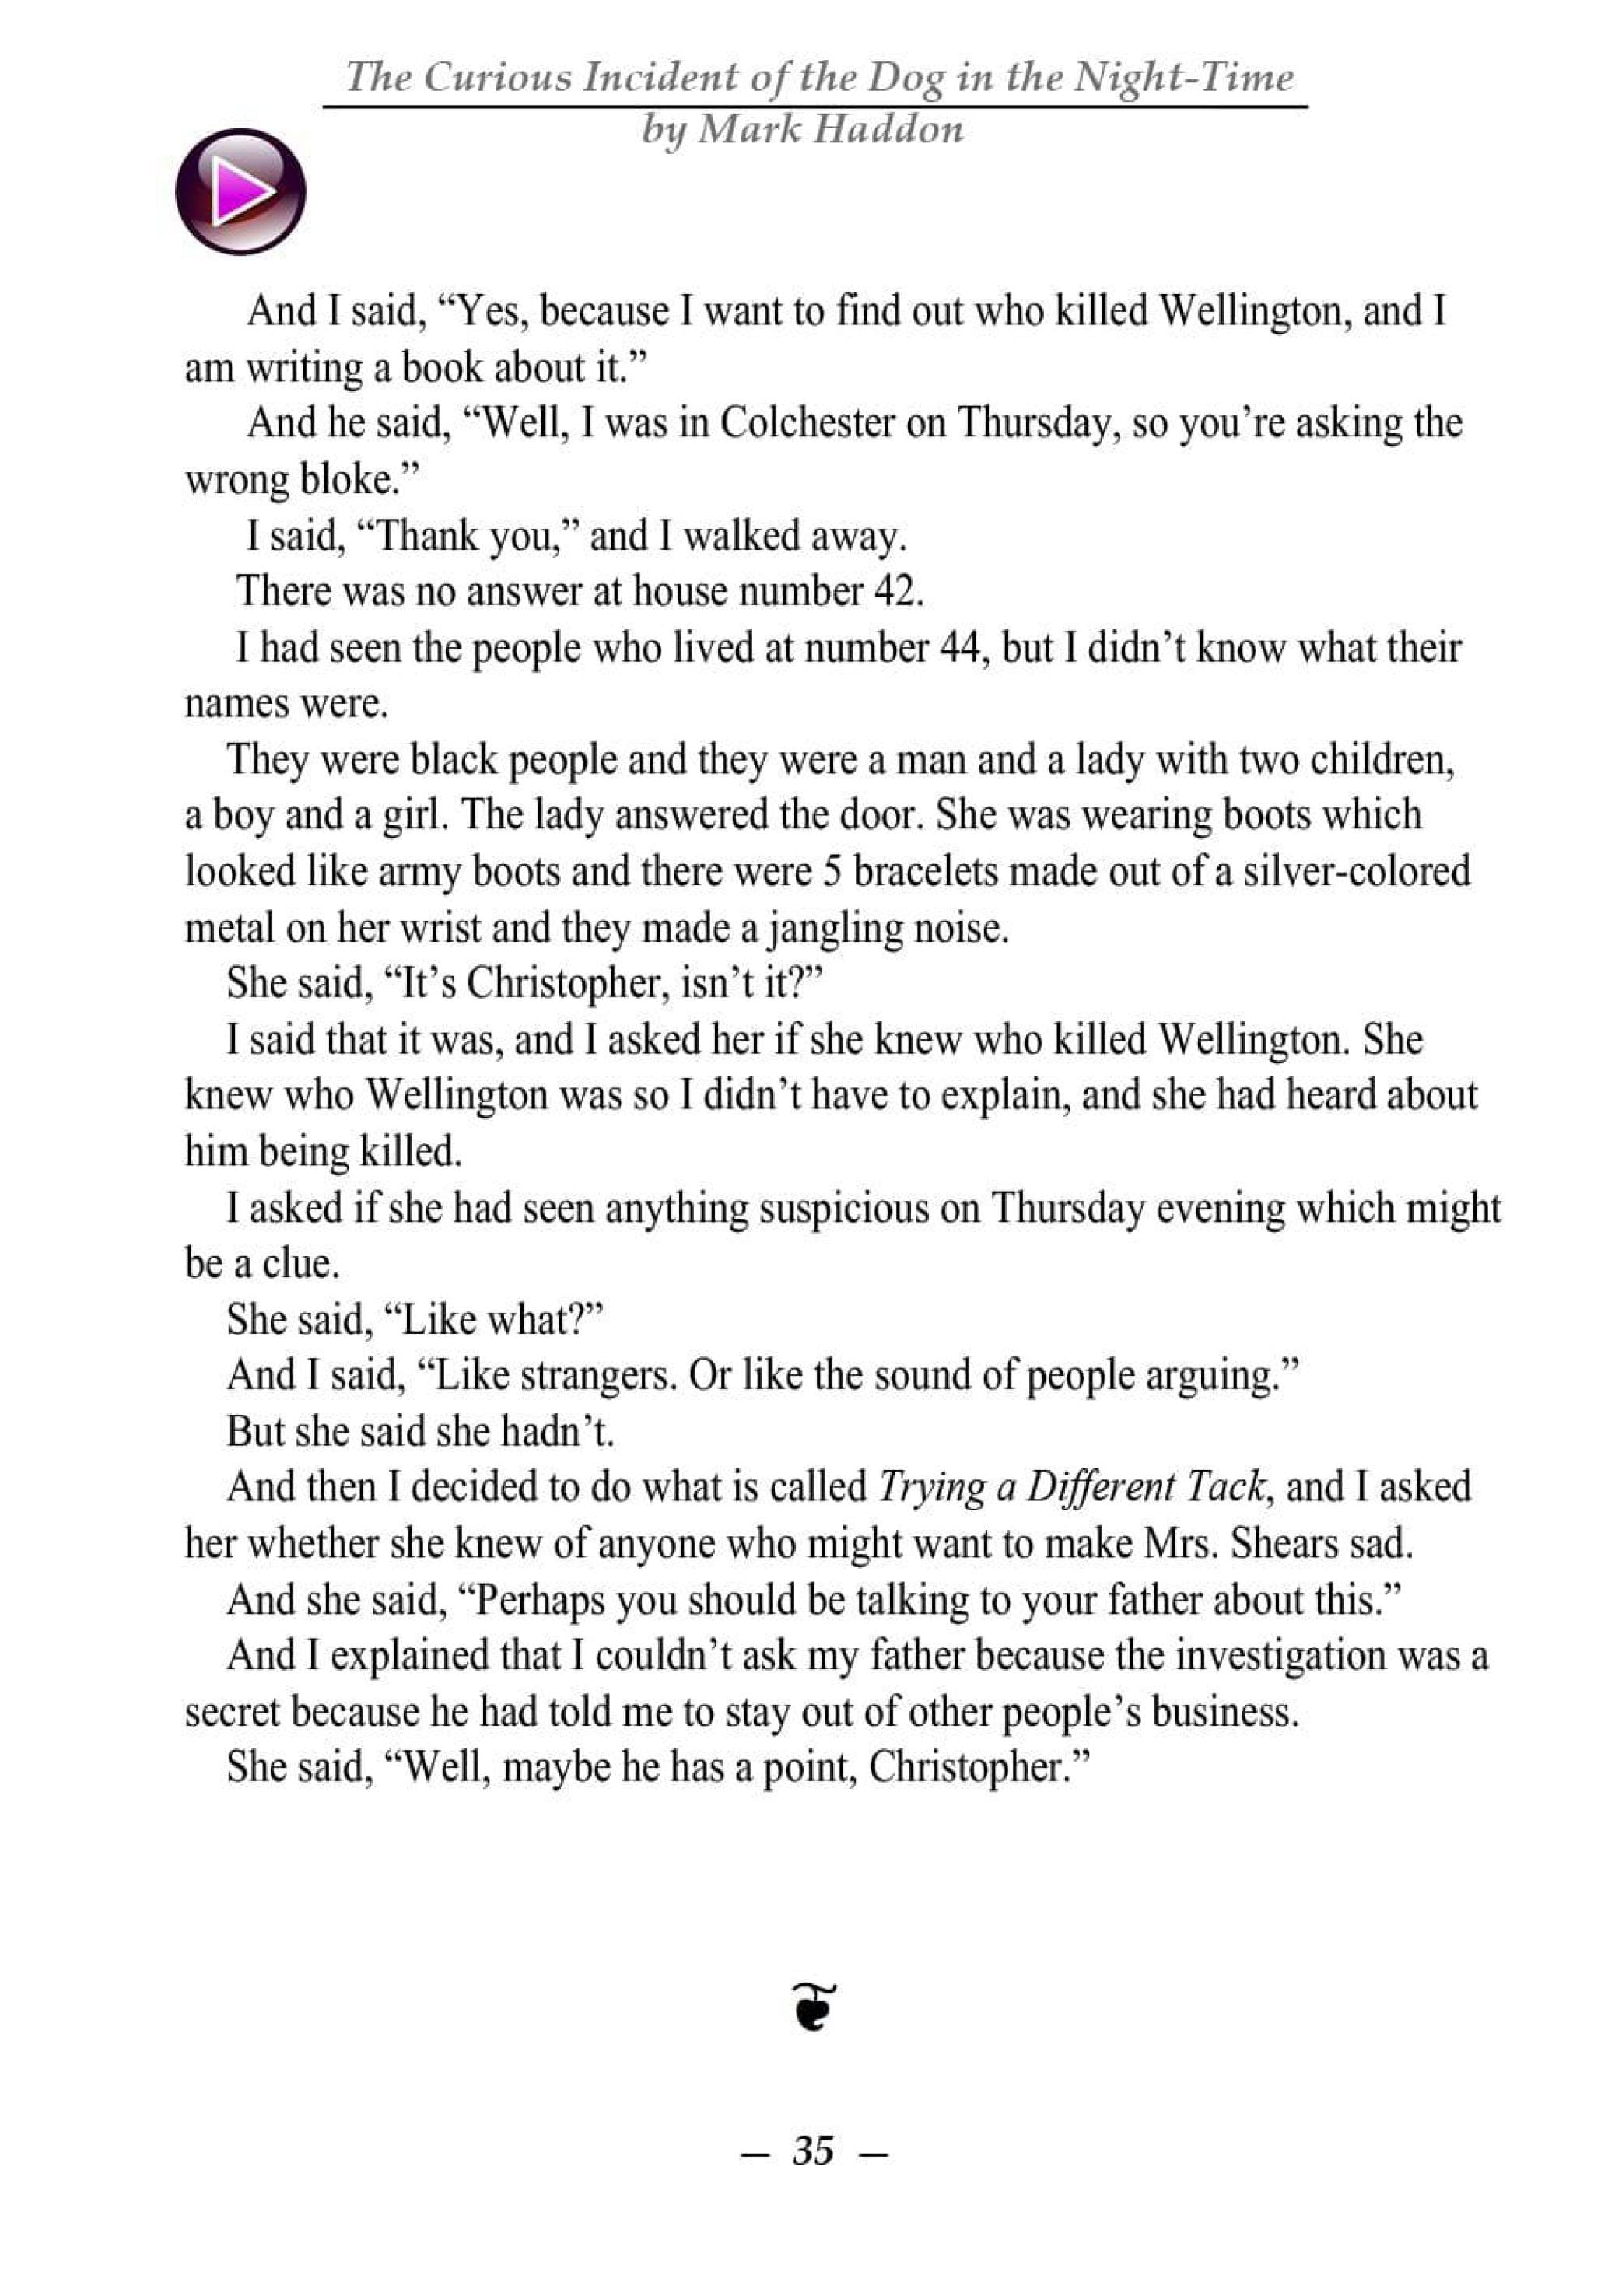 The Curious Incident of the Dog in the Night-Time
by Mark Haddon
And I said, “Yes, because I want to find out who killed Wellington, and I
am writing a book about it.”
And he said, “Well, I was in Colchester on Thursday, so you’re asking the
wrong bloke.”
I said, “Thank you,” and I walked away.
There was no answer at house number 42.
I had seen the people who lived at number 44, but I didn’t know what their
names were.
They were black people and they were a man and a lady with two children,
a boy and a girl. The lady answered the door. She was wearing boots which
looked like army boots and there were 5 bracelets made out of a silver-colored
metal on her wrist and they made a jangling noise.
She said, “It’s Christopher, isn’t it?”
I said that it was, and I asked her if she knew who killed Wellington. She
knew who Wellington was so I didn’t have to explain, and she had heard about
him being killed.
I asked if she had seen anything suspicious on Thursday evening which might
be a clue.
She said, “Like what?”
And I said, “Like strangers. Or like the sound of people arguing.”
But she said she hadn’t.
And then I decided to do what is called Trying a Different Tack, and I asked
her whether she knew of anyone who might want to make Mrs. Shears sad.
And she said, “Perhaps you should be talking to your father about this.”
And I explained that I couldn’t ask my father because the investigation was a
secret because he had told me to stay out of other people’s business.
She said, “Well, maybe he has a point, Christopher.”
— 35 —